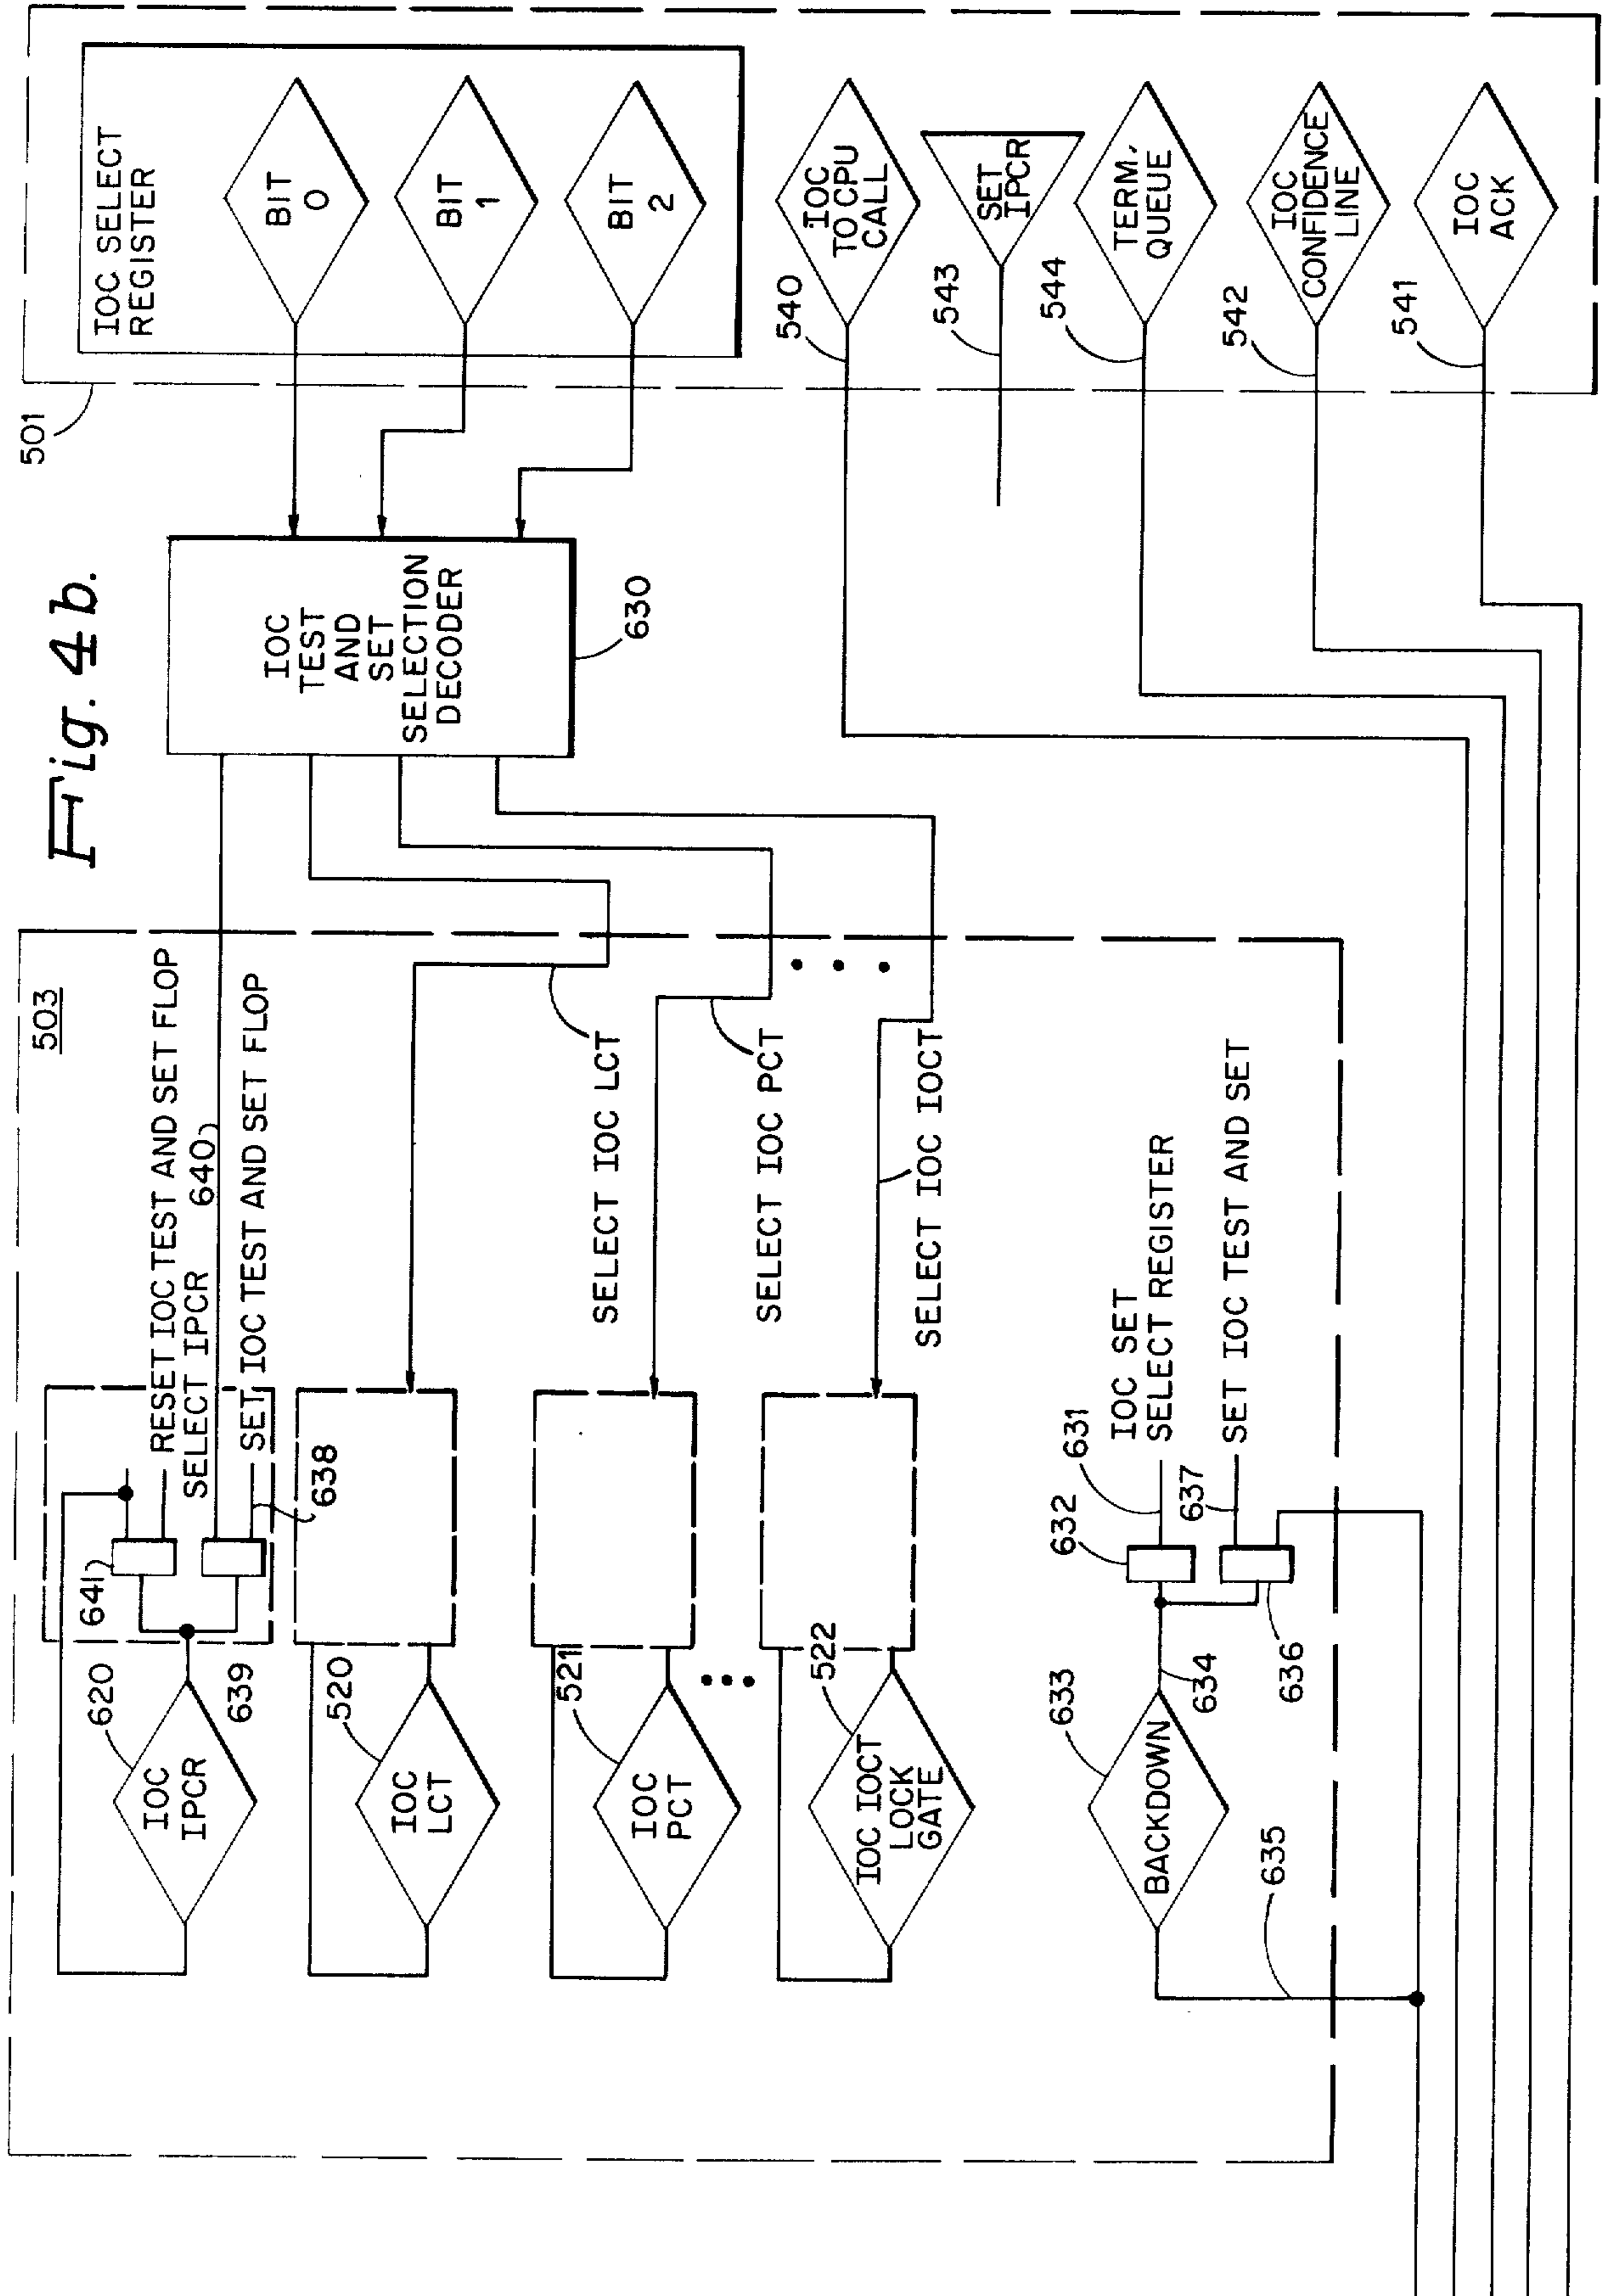 Fig. 4b.
501
IOC SELECT
REGISTER
BIT
0
BIT
1
BIT
2
540
IOC
TO CPU
CALL
543
SET
IPCR
544
TERM.
QUEUE
542
IOC
CONFIDENCE
LINE
541
IOC
ACK
IOC
TEST
AND
SET
SELECTION
DECODER
630
503
RESET IOC TEST AND SET FLOP
SELECT IPCR 640
SET IOC TEST AND SET FLOP
638
641
639
620
IOC
IPCR
SELECT IOC LCT
520
IOC
LCT
SELECT IOC PCT
521
IOC
PCT
SELECT IOC IOCT
522
IOC IOCT
LOCK
GATE
IOC SET
SELECT REGISTER
631
632
SET IOC TEST AND SET
637
636
634
633
BACKDOWN
635